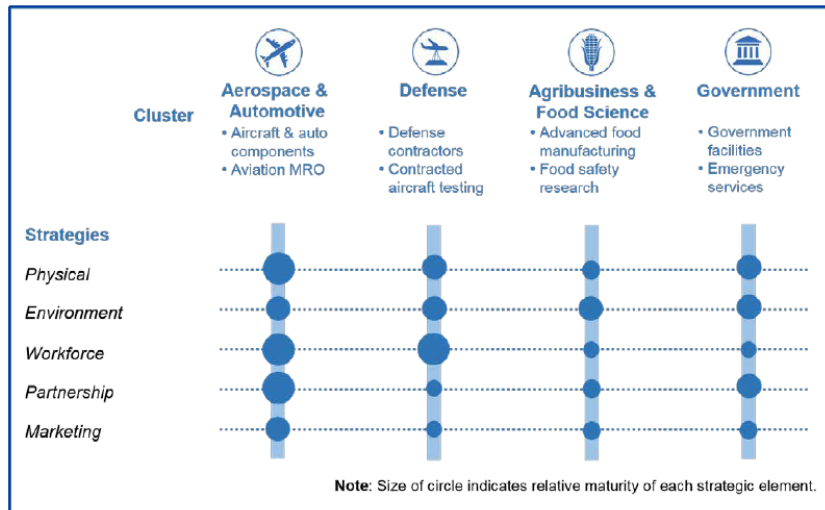 Cluster
Aerospace &
Automotive
• Aircraft & auto
components
• Aviation MRO
Defense
• Defense
contractors
• Contracted
aircraft testing
Agribusiness &
Food Science
• Advanced food
manufacturing
• Food safety
research
Government
• Government
facilities
• Emergency
services
Strategies
Physical
Environment
Workforce
Partnership
Marketing
Note: Size of circle indicates relative maturity of each strategic element.